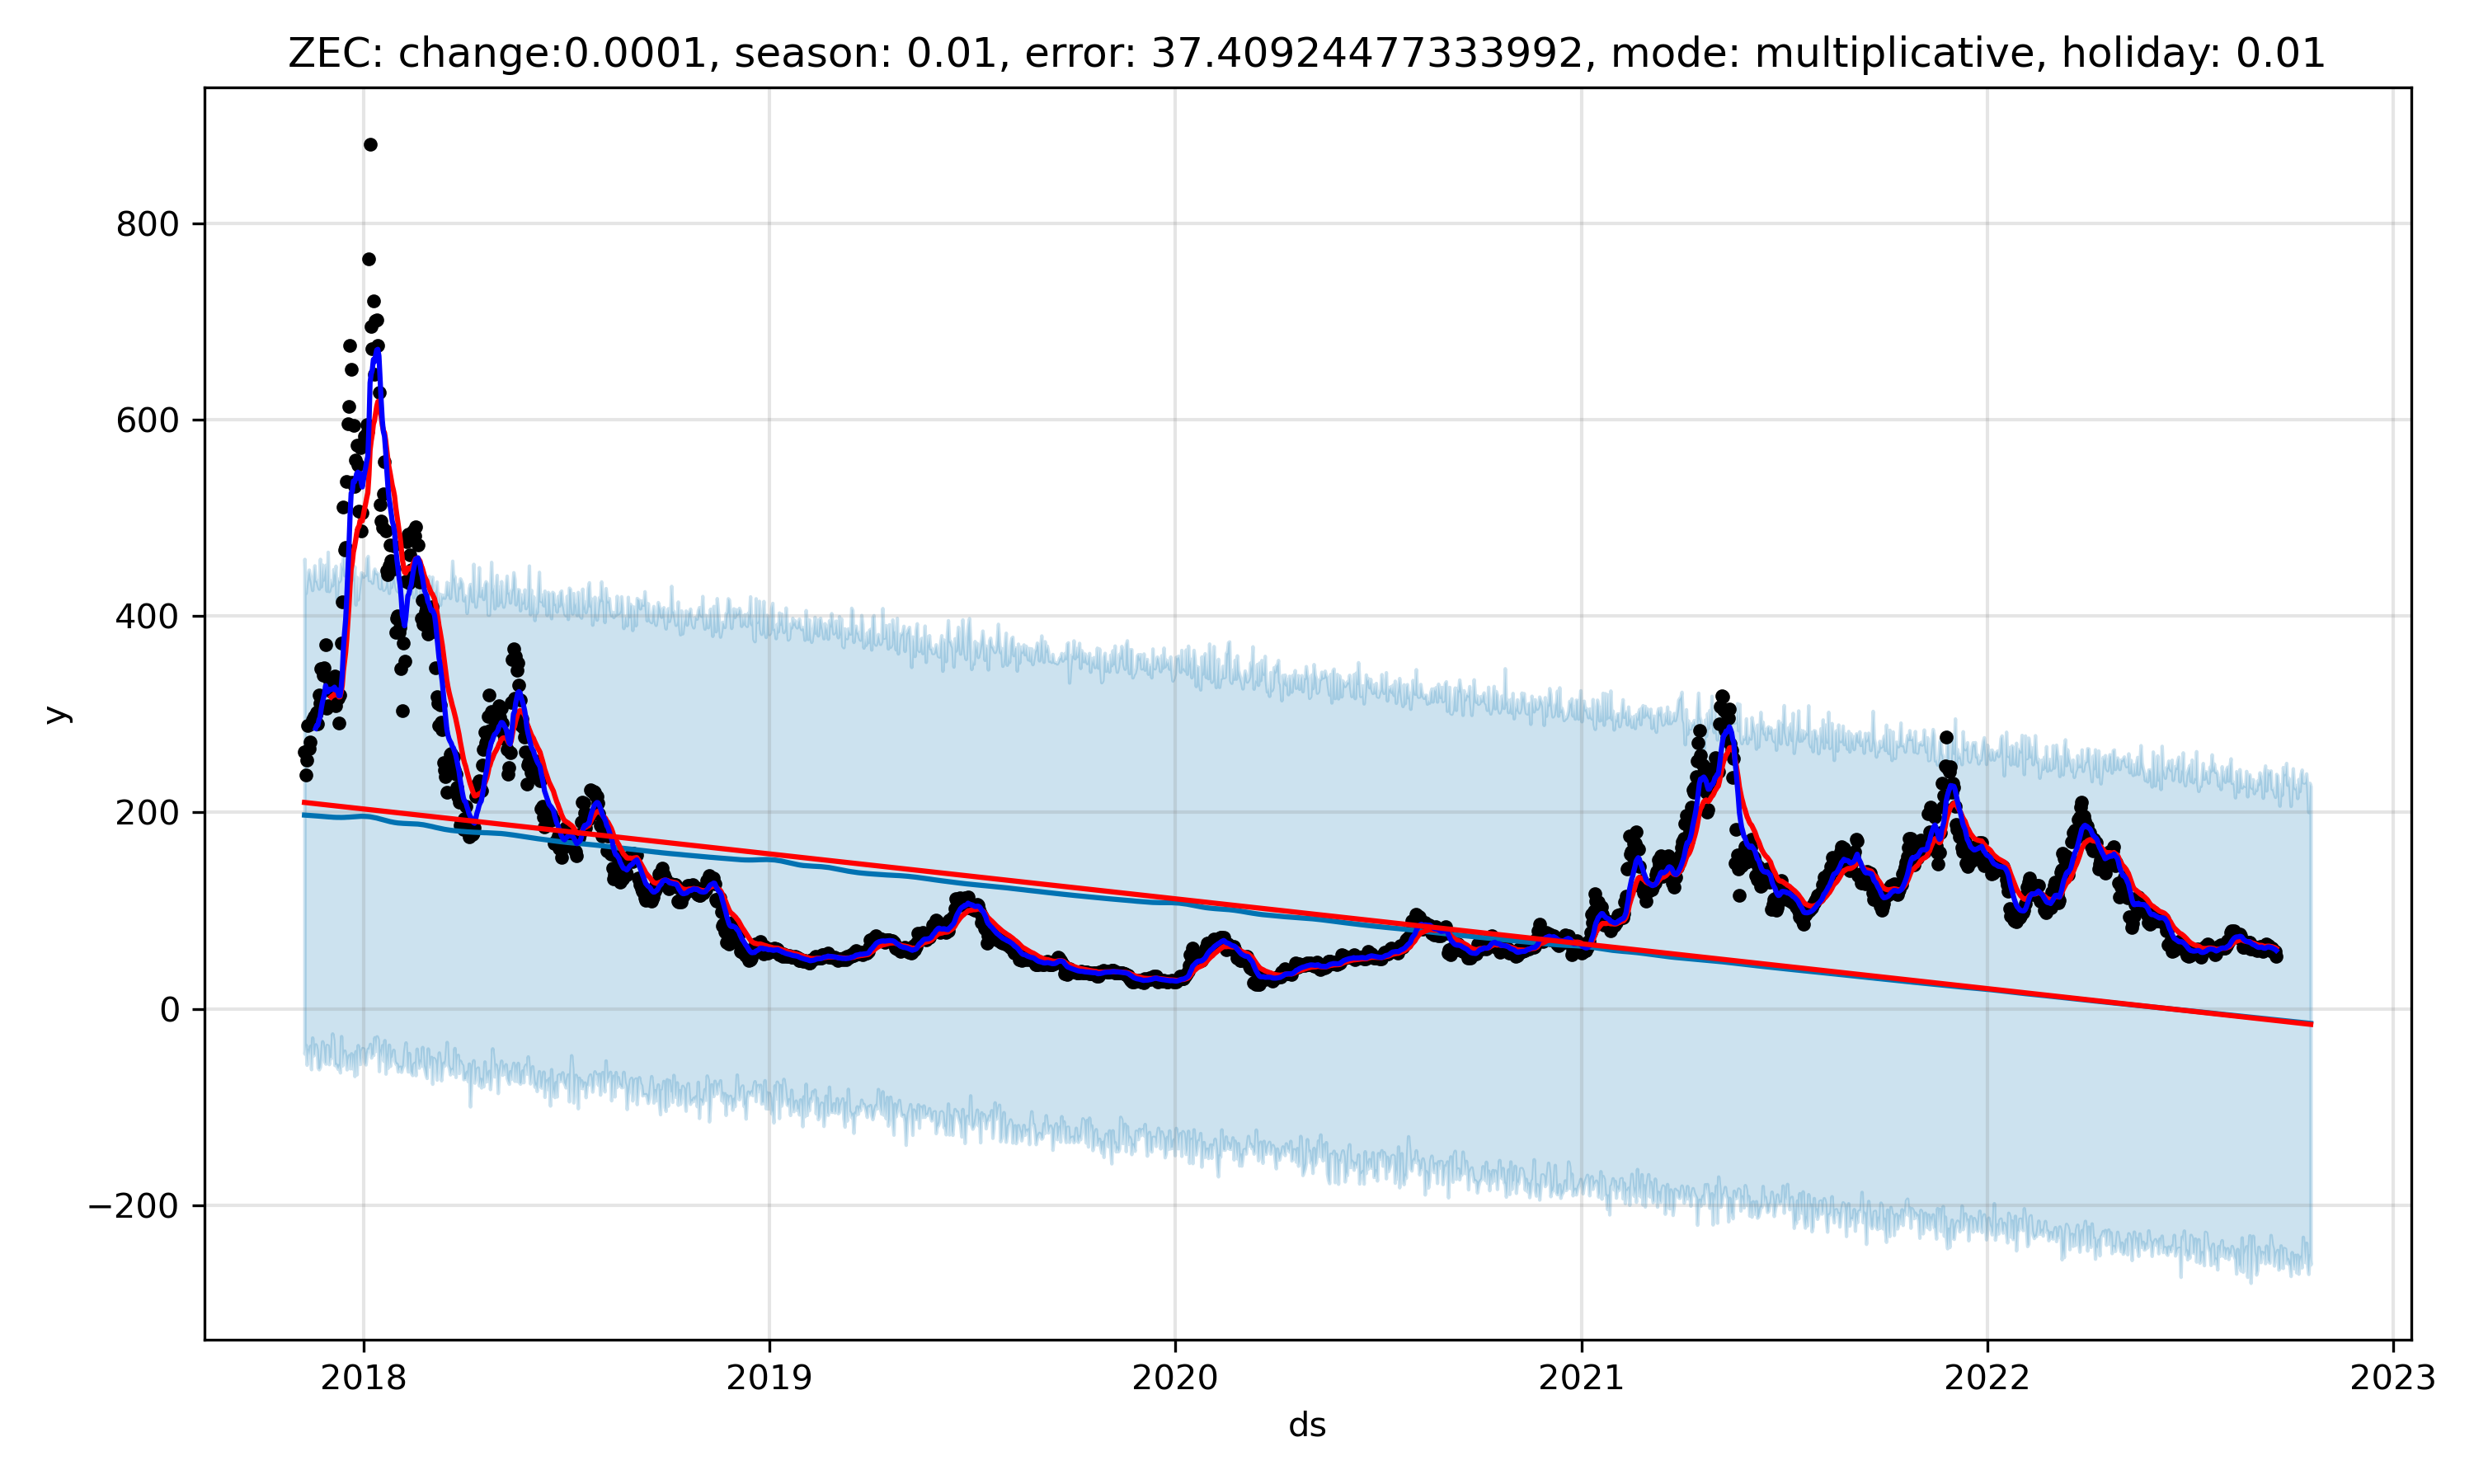 ZEC: change:0.0001, season: 0.01, error: 37.40924477333992, mode: multiplicative, holiday: 0.01
y
800
600
400
200
0
−200
2018 2019 2020 2021 2022 2023
ds